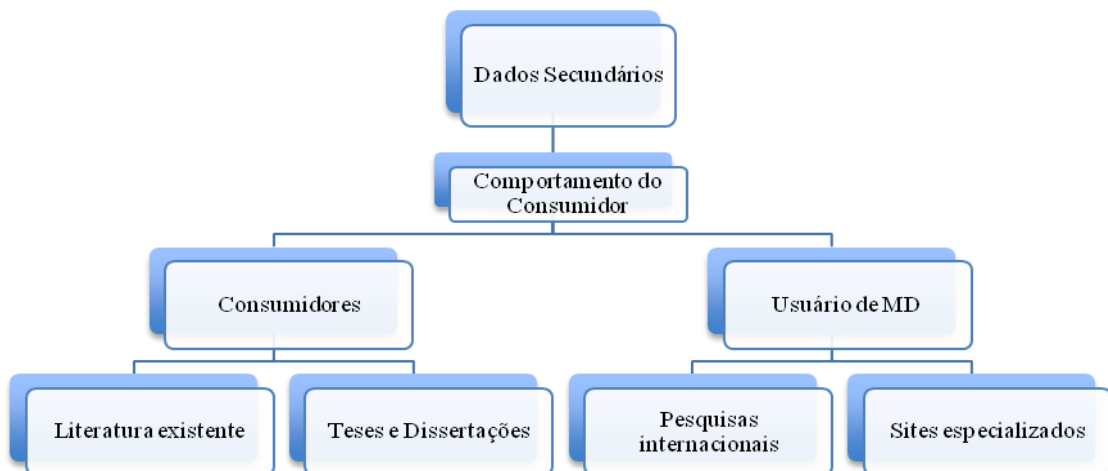 Dados Secundários
Comportamento do
Consumidor
Consumidores
Usuário de MD
Literatura existente
Teses e Dissertações
Pesquisas
internacionais
Sites especializados